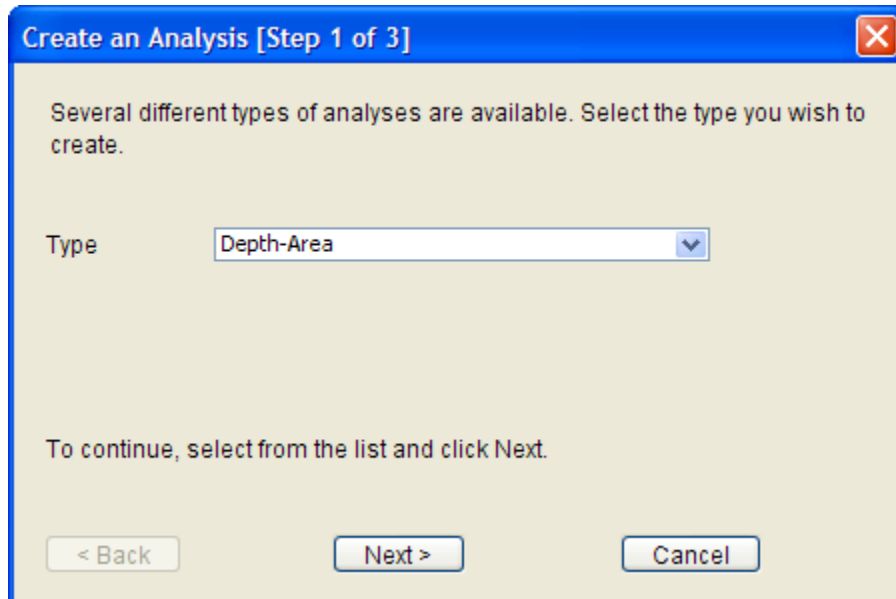 Create an Analysis [Step 1 of 3]
Several different types of analyses are available. Select the type you wish to
create.
Type
Depth-Area
To continue, select from the list and click Next.
< Back
Next >
Cancel